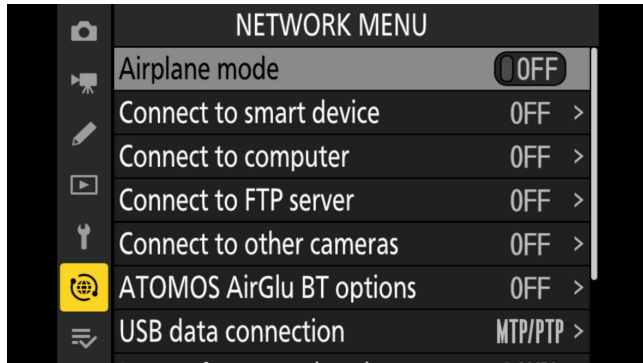 NETWORK MENU
Airplane mode OFF
Connect to smart device OFF >
Connect to computer OFF >
Connect to FTP server OFF >
Connect to other cameras OFF >
ATOMOS AirGlu BT options OFF >
USB data connection MTP/PTP >